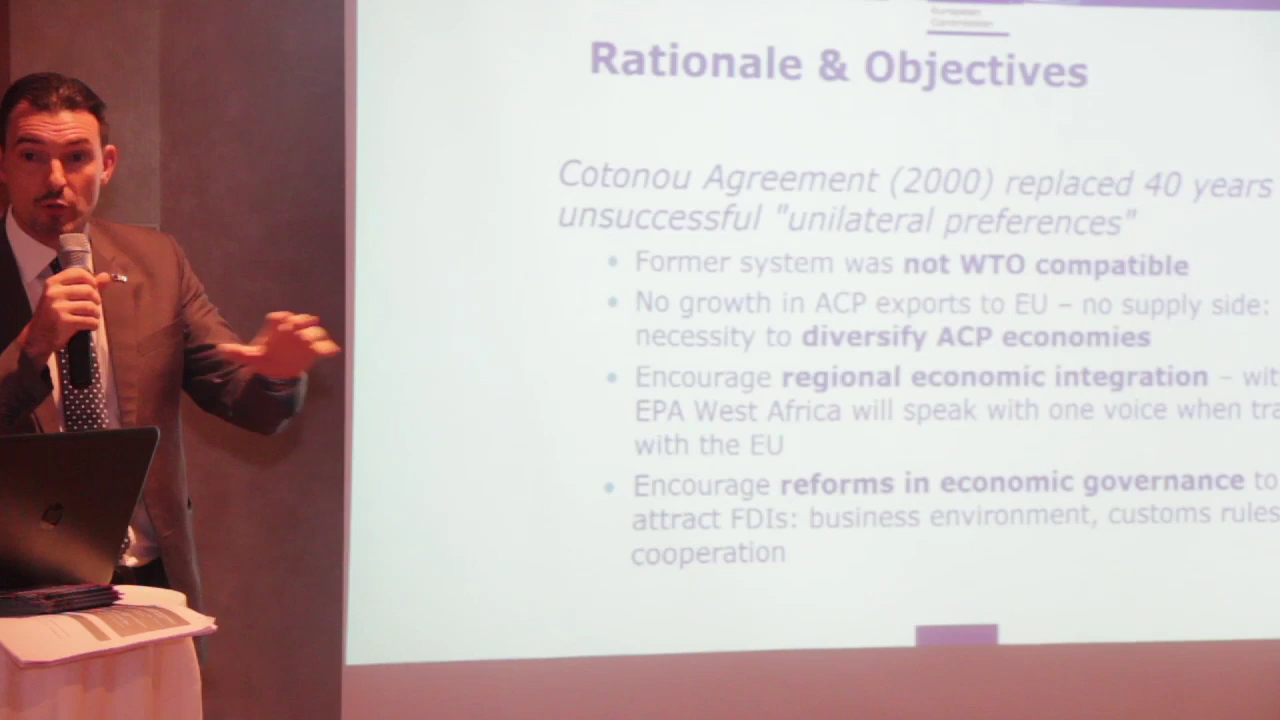 European
Commission
Rationale & Objectives
Cotonou Agreement (2000) replaced 40 years
unsuccessful "unilateral preferences"
• Former system was not WTO compatible
• No growth in ACP exports to EU – no supply side:
necessity to diversify ACP economies
• Encourage regional economic integration –
EPA West Africa will speak with one voice when
with the EU
• Encourage reforms in economic governance to
attract FDIs: business environment, customs rules
cooperation